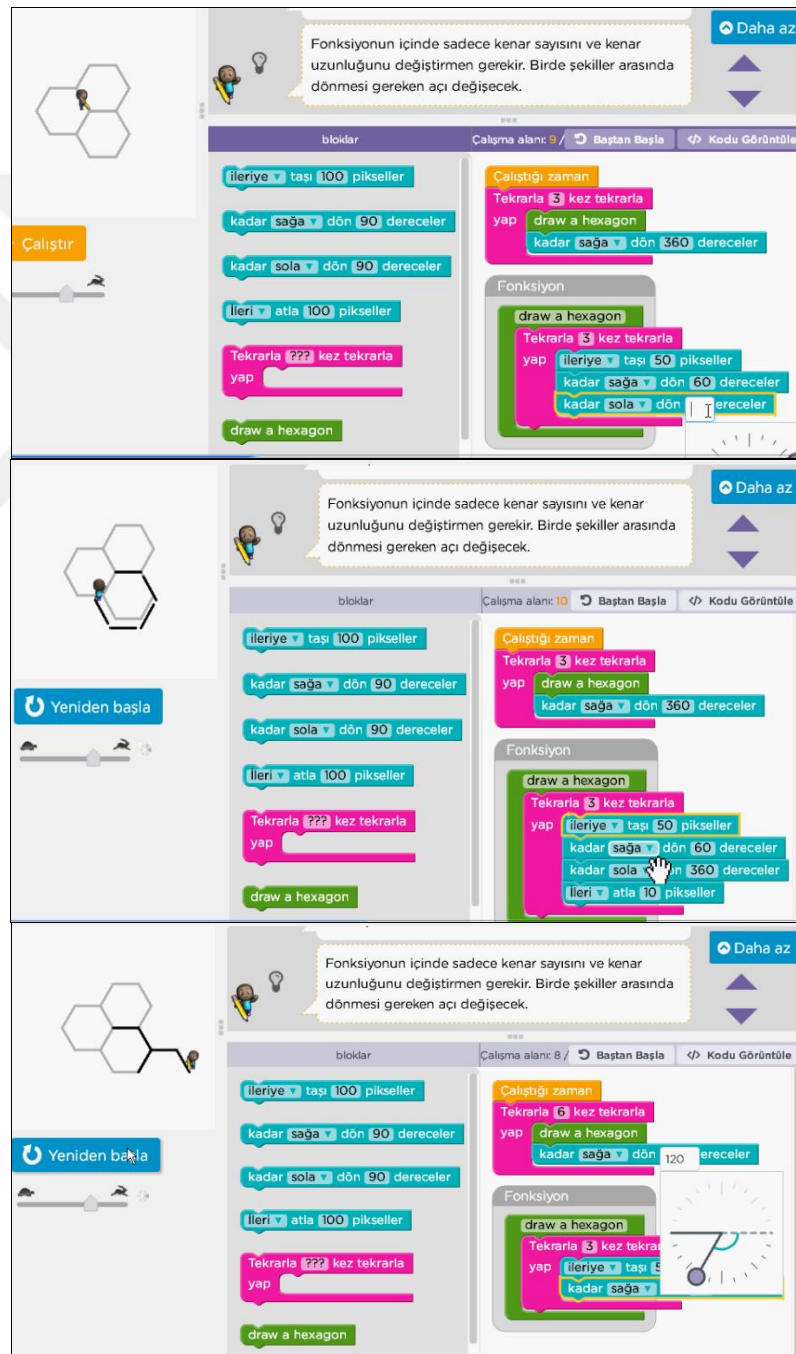 Daha az
Fonksiyonun içinde sadece kenar sayısını ve kenar
uzunluğunu değiştirmen gerekir. Birde şekiller arasında
dönmesi gereken açı değişecek.
bloklar
Çalışma alanı: 9 /
Baştan Başla
Kodu Görüntüle
ileriye taşı 100 pikseller
kadar sağa dön 90 dereceler
kadar sola dön 90 dereceler
İleri atla 100 pikseller
Tekrarla ??? kez tekrarla
yap
draw a hexagon
Çalıştır
Çalıştığı zaman
Tekrarla 3 kez tekrarla
yap draw a hexagon
kadar sağa dön 360 dereceler
Fonksiyon
draw a hexagon
Tekrarla 3 kez tekrarla
yap ileriye taşı 50 pikseller
kadar sağa dön 60 dereceler
kadar sola dön ereceler
Daha az
Fonksiyonun içinde sadece kenar sayısını ve kenar
uzunluğunu değiştirmen gerekir. Birde şekiller arasında
dönmesi gereken açı değişecek.
bloklar
Çalışma alanı: 10
Baştan Başla
Kodu Görüntüle
ileriye taşı 100 pikseller
kadar sağa dön 90 dereceler
kadar sola dön 90 dereceler
İleri atla 100 pikseller
Tekrarla ??? kez tekrarla
yap
draw a hexagon
Yeniden başla
Çalıştığı zaman
Tekrarla 3 kez tekrarla
yap draw a hexagon
kadar sağa dön 360 dereceler
Fonksiyon
draw a hexagon
Tekrarla 3 kez tekrarla
yap ileriye taşı 50 pikseller
kadar sağa dön 60 dereceler
kadar sola 360 dereceler
İleri atla 10 pikseller
Daha az
Fonksiyonun içinde sadece kenar sayısını ve kenar
uzunluğunu değiştirmen gerekir. Birde şekiller arasında
dönmesi gereken açı değişecek.
bloklar
Çalışma alanı: 8 /
Baştan Başla
Kodu Görüntüle
ileriye taşı 100 pikseller
kadar sağa dön 90 dereceler
kadar sola dön 90 dereceler
İleri atla 100 pikseller
Tekrarla ??? kez tekrarla
yap
draw a hexagon
Yeniden başla
Çalıştığı zaman
Tekrarla 6 kez tekrarla
yap draw a hexagon
kadar sağa dön 120 ereceler
Fonksiyon
draw a hexagon
Tekrarla 3 kez tekrar
yap ileriye taşı
kadar sağa